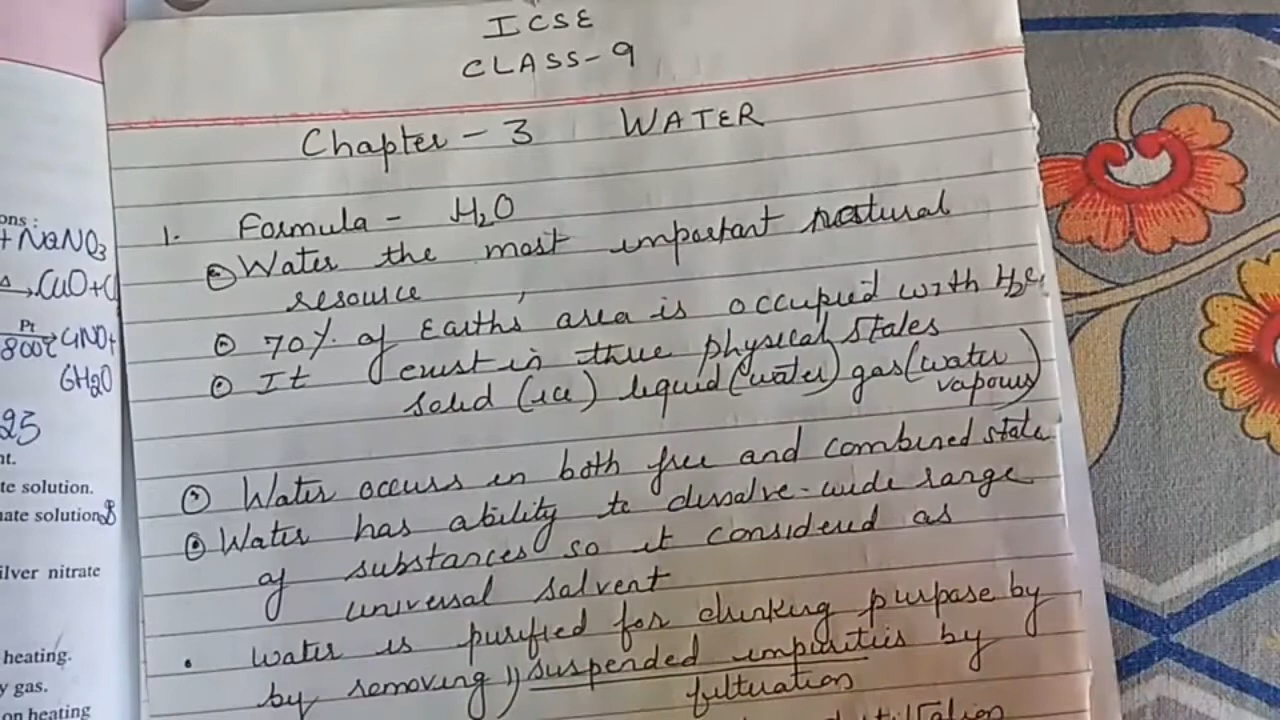 ICSE
CLASS-9
Chapter - 3 WATER
1. Formula - H₂O
Water the most important natural
resource
70% of Earth's area is occupied with H₂O
It exist in three physical states
solid (ice) liquid (water) gas (water
vapours)
Water occurs in both free and combined state
Water has ability to dissolve wide range
of substances so it considered as
universal solvent
• water is purified for drinking purpose by
by removing 1) suspended impurities by
filtration
ons :
+ NaNO₃
Δ → CuO +
Pt
800°C 4NO +
6H₂O
25
nt.
te solution.
nate solution
ilver nitrate
heating.
y gas.
on heating